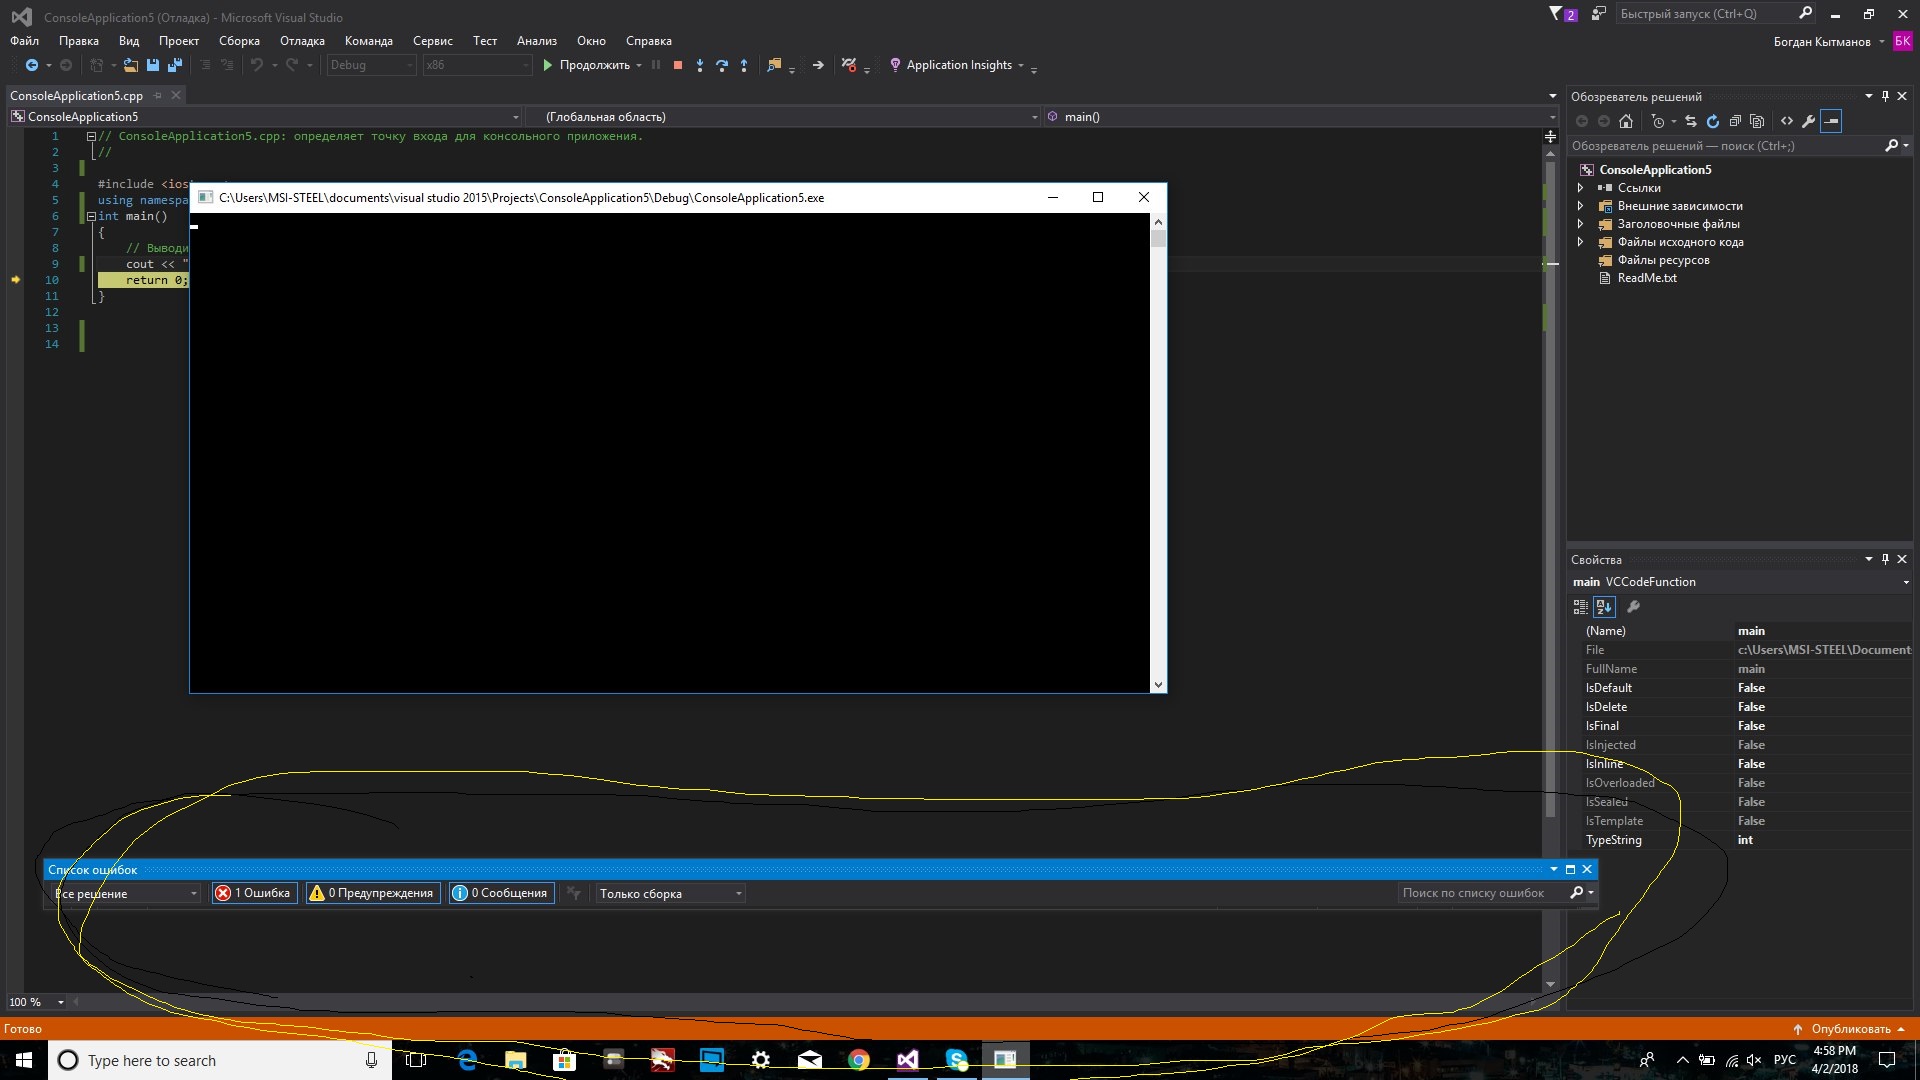 ConsoleApplication5 (Отладка) - Microsoft Visual Studio
2
Быстрый запуск (Ctrl+Q)
Файл Правка Вид Проект Сборка Отладка Команда Сервис Тест Анализ Окно Справка
Богдан Кытманов БК
Debug x86 Продолжить Application Insights
ConsoleApplication5.cpp
ConsoleApplication5 (Глобальная область) main()
1 // ConsoleApplication5.cpp: определяет точку входа для консольного приложения.
2 //
3
4 #include <ios
5 using namespa
6 int main()
7 {
8 // Выводи
9 cout << "
10 return 0;
11 }
12
13
14
C:\Users\MSI-STEEL\documents\visual studio 2015\Projects\ConsoleApplication5\Debug\ConsoleApplication5.exe
Обозреватель решений
Обозреватель решений — поиск (Ctrl+;)
ConsoleApplication5
Ссылки
Внешние зависимости
Заголовочные файлы
Файлы исходного кода
Файлы ресурсов
ReadMe.txt
Свойства
main VCCodeFunction
(Name) main
File c:\Users\MSI-STEEL\Document
FullName main
IsDefault False
IsDelete False
IsFinal False
IsInjected False
IsInline False
IsOverloaded False
IsSealed False
IsTemplate False
TypeString int
Список ошибок
Все решение 1 Ошибка 0 Предупреждения 0 Сообщения Только сборка Поиск по списку ошибок
100 %
Готово
Опубликовать
Type here to search
РУС
4:58 PM
4/2/2018